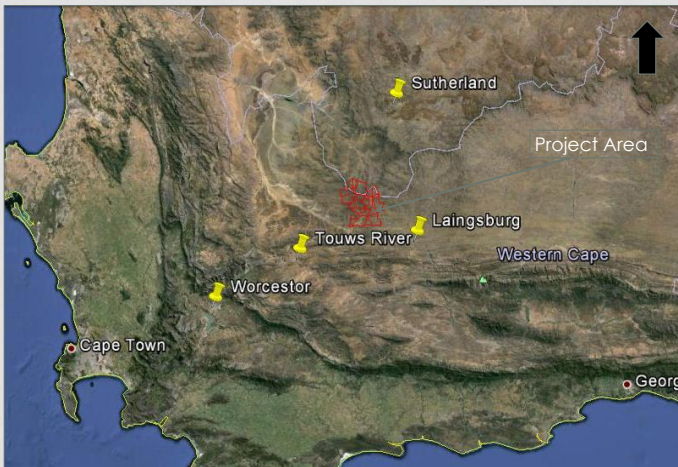 Sutherland
Project Area
Laingsburg
Touws River
Western Cape
Worcestor
Cape Town
Georg